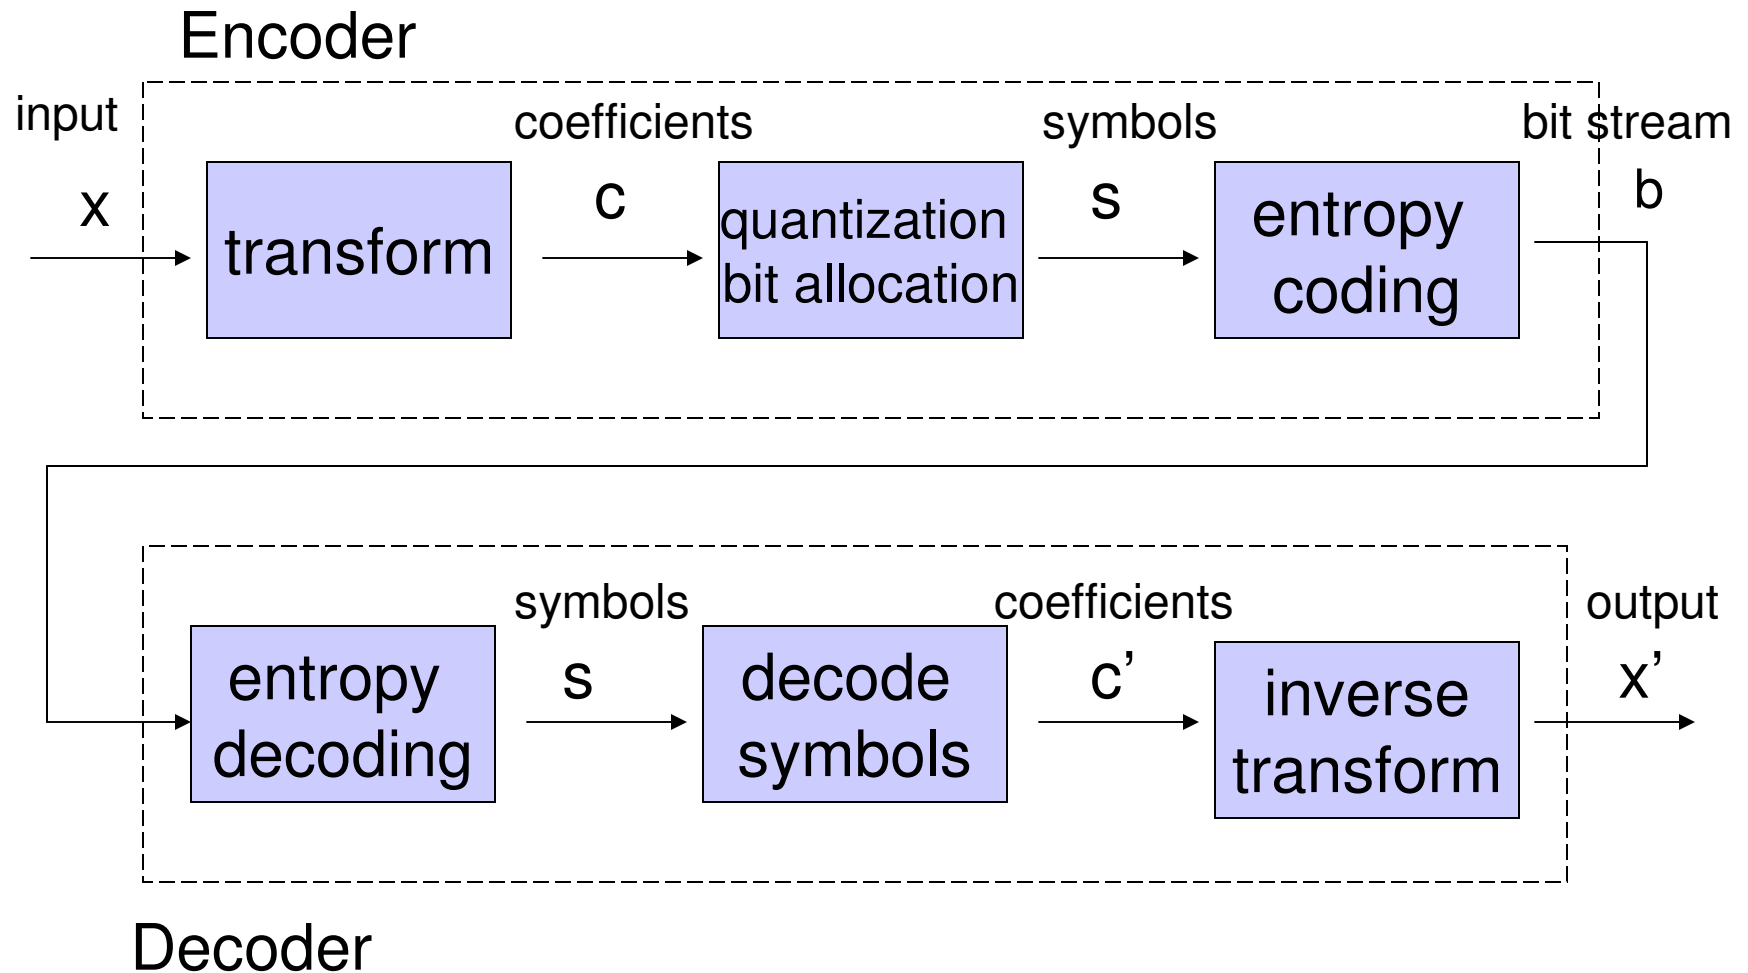 Encoder
input
coefficients
symbols
bit stream
x
transform
c
quantization
bit allocation
s
entropy
coding
b
symbols
coefficients
output
entropy
decoding
s
decode
symbols
c’
inverse
transform
x’
Decoder